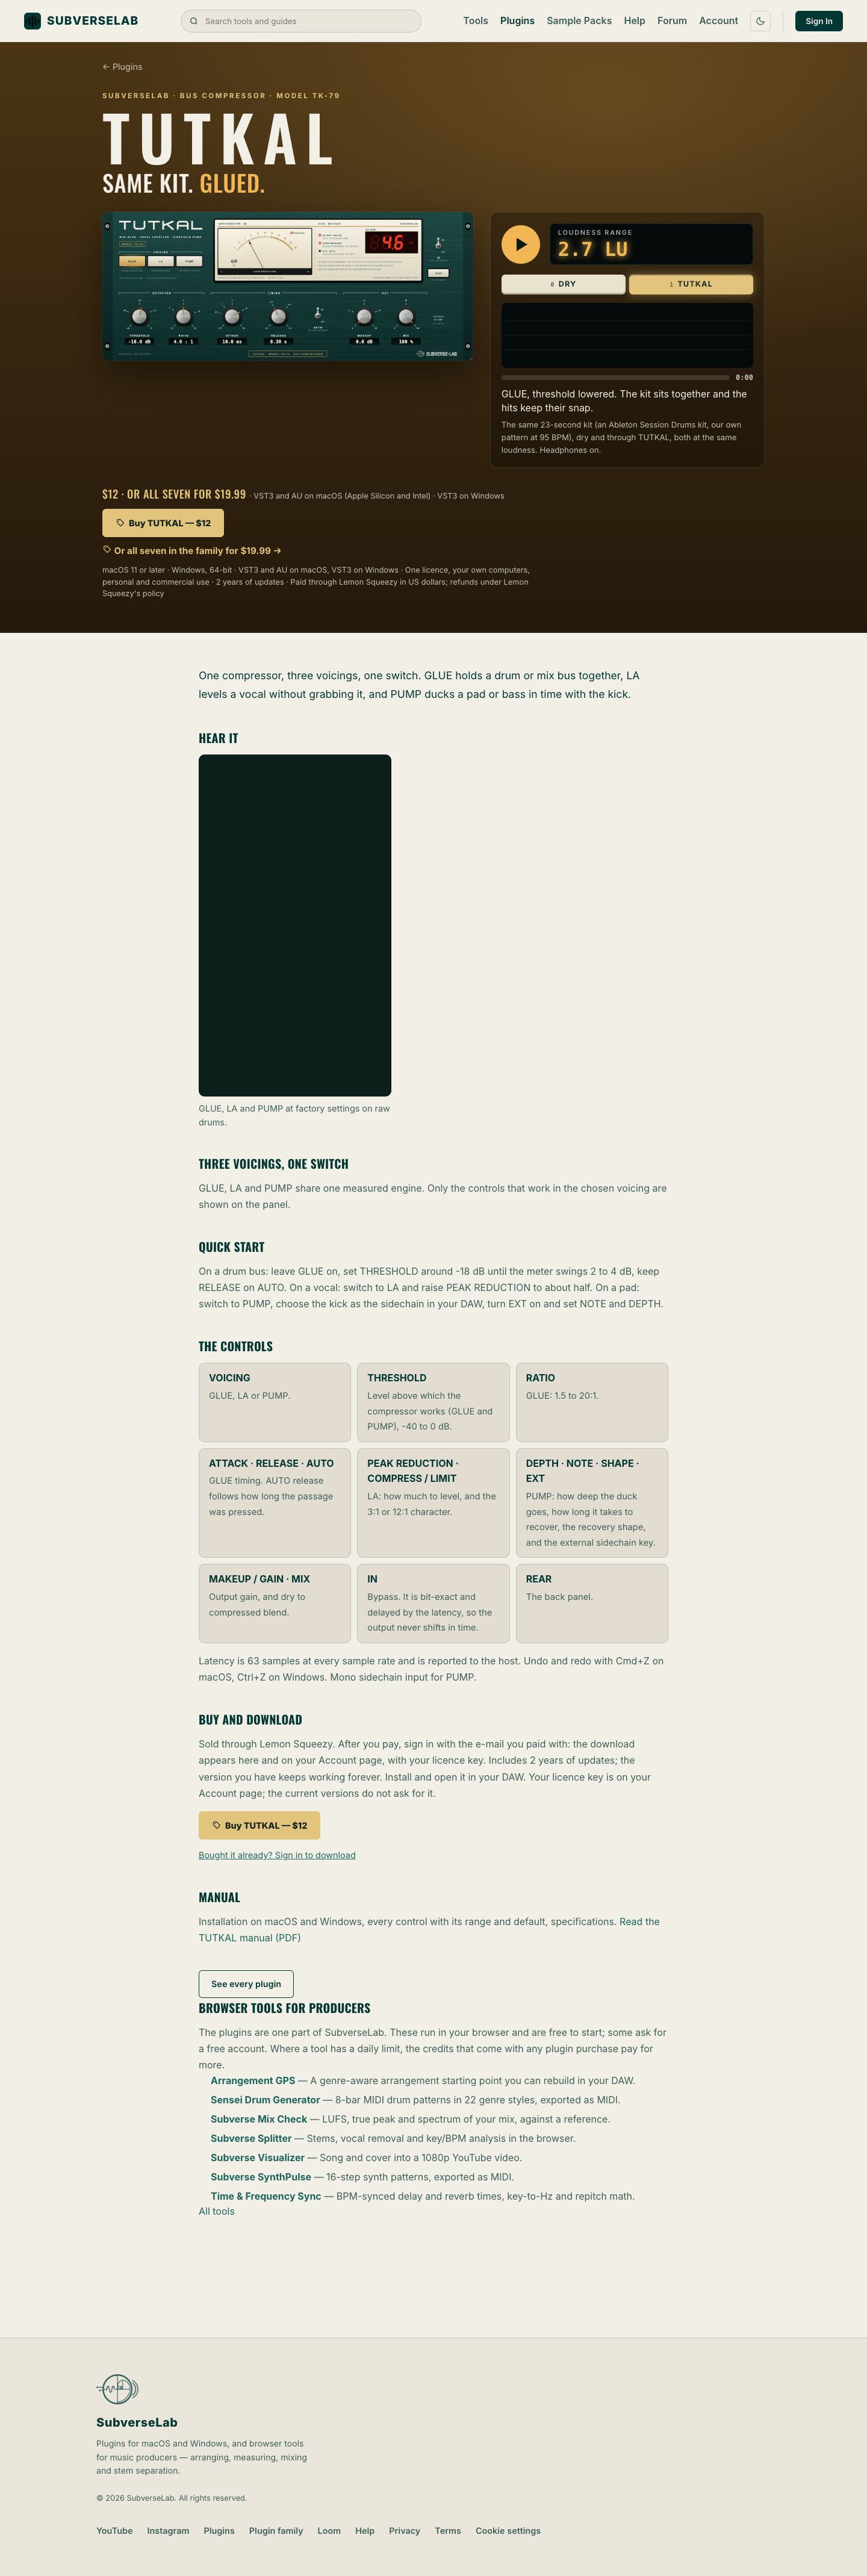 SUBVERSELAB
Search tools and guides
Tools
Plugins
Sample Packs
Help
Forum
Account
Sign In
← Plugins
SUBVERSELAB · BUS COMPRESSOR · MODEL TK-79
TUTKAL
SAME KIT. GLUED.
TUTKAL
GR
4.6
THRESHOLD
RATIO
ATTACK
RELEASE
AUTO
MAKEUP
MIX
-18.0 dB
4.0 : 1
10.0 ms
0.30 s
0.0 dB
100 %
SUBVERSE·LAB
LOUDNESS RANGE
2.7 LU
DRY
1 TUTKAL
0:00
GLUE, threshold lowered. The kit sits together and the
hits keep their snap.
The same 23-second kit (an Ableton Session Drums kit, our own
pattern at 95 BPM), dry and through TUTKAL, both at the same
loudness. Headphones on.
$12 · OR ALL SEVEN FOR $19.99 · VST3 and AU on macOS (Apple Silicon and Intel) · VST3 on Windows
Buy TUTKAL — $12
Or all seven in the family for $19.99 →
macOS 11 or later · Windows, 64-bit · VST3 and AU on macOS, VST3 on Windows · One licence, your own computers,
personal and commercial use · 2 years of updates · Paid through Lemon Squeezy in US dollars; refunds under Lemon
Squeezy's policy
One compressor, three voicings, one switch. GLUE holds a drum or mix bus together, LA
levels a vocal without grabbing it, and PUMP ducks a pad or bass in time with the kick.
HEAR IT
GLUE, LA and PUMP at factory settings on raw
drums.
THREE VOICINGS, ONE SWITCH
GLUE, LA and PUMP share one measured engine. Only the controls that work in the chosen voicing are
shown on the panel.
QUICK START
On a drum bus: leave GLUE on, set THRESHOLD around -18 dB until the meter swings 2 to 4 dB, keep
RELEASE on AUTO. On a vocal: switch to LA and raise PEAK REDUCTION to about half. On a pad:
switch to PUMP, choose the kick as the sidechain in your DAW, turn EXT on and set NOTE and DEPTH.
THE CONTROLS
VOICING
GLUE, LA or PUMP.
THRESHOLD
Level above which the
compressor works (GLUE and
PUMP), -40 to 0 dB.
RATIO
GLUE: 1.5 to 20:1.
ATTACK · RELEASE · AUTO
GLUE timing. AUTO release
follows how long the passage
was pressed.
PEAK REDUCTION ·
COMPRESS / LIMIT
LA: how much to level, and the
3:1 or 12:1 character.
DEPTH · NOTE · SHAPE ·
EXT
PUMP: how deep the duck
goes, how long it takes to
recover, the recovery shape,
and the external sidechain key.
MAKEUP / GAIN · MIX
Output gain, and dry to
compressed blend.
IN
Bypass. It is bit-exact and
delayed by the latency, so the
output never shifts in time.
REAR
The back panel.
Latency is 63 samples at every sample rate and is reported to the host. Undo and redo with Cmd+Z on
macOS, Ctrl+Z on Windows. Mono sidechain input for PUMP.
BUY AND DOWNLOAD
Sold through Lemon Squeezy. After you pay, sign in with the e-mail you paid with: the download
appears here and on your Account page, with your licence key. Includes 2 years of updates; the
version you have keeps working forever. Install and open it in your DAW. Your licence key is on your
Account page; the current versions do not ask for it.
Buy TUTKAL — $12
Bought it already? Sign in to download
MANUAL
Installation on macOS and Windows, every control with its range and default, specifications. Read the
TUTKAL manual (PDF)
See every plugin
BROWSER TOOLS FOR PRODUCERS
The plugins are one part of SubverseLab. These run in your browser and are free to start; some ask for
a free account. Where a tool has a daily limit, the credits that come with any plugin purchase pay for
more.
Arrangement GPS — A genre-aware arrangement starting point you can rebuild in your DAW.
Sensei Drum Generator — 8-bar MIDI drum patterns in 22 genre styles, exported as MIDI.
Subverse Mix Check — LUFS, true peak and spectrum of your mix, against a reference.
Subverse Splitter — Stems, vocal removal and key/BPM analysis in the browser.
Subverse Visualizer — Song and cover into a 1080p YouTube video.
Subverse SynthPulse — 16-step synth patterns, exported as MIDI.
Time & Frequency Sync — BPM-synced delay and reverb times, key-to-Hz and repitch math.
All tools
SubverseLab
Plugins for macOS and Windows, and browser tools
for music producers — arranging, measuring, mixing
and stem separation.
© 2026 SubverseLab. All rights reserved.
YouTube
Instagram
Plugins
Plugin family
Loom
Help
Privacy
Terms
Cookie settings